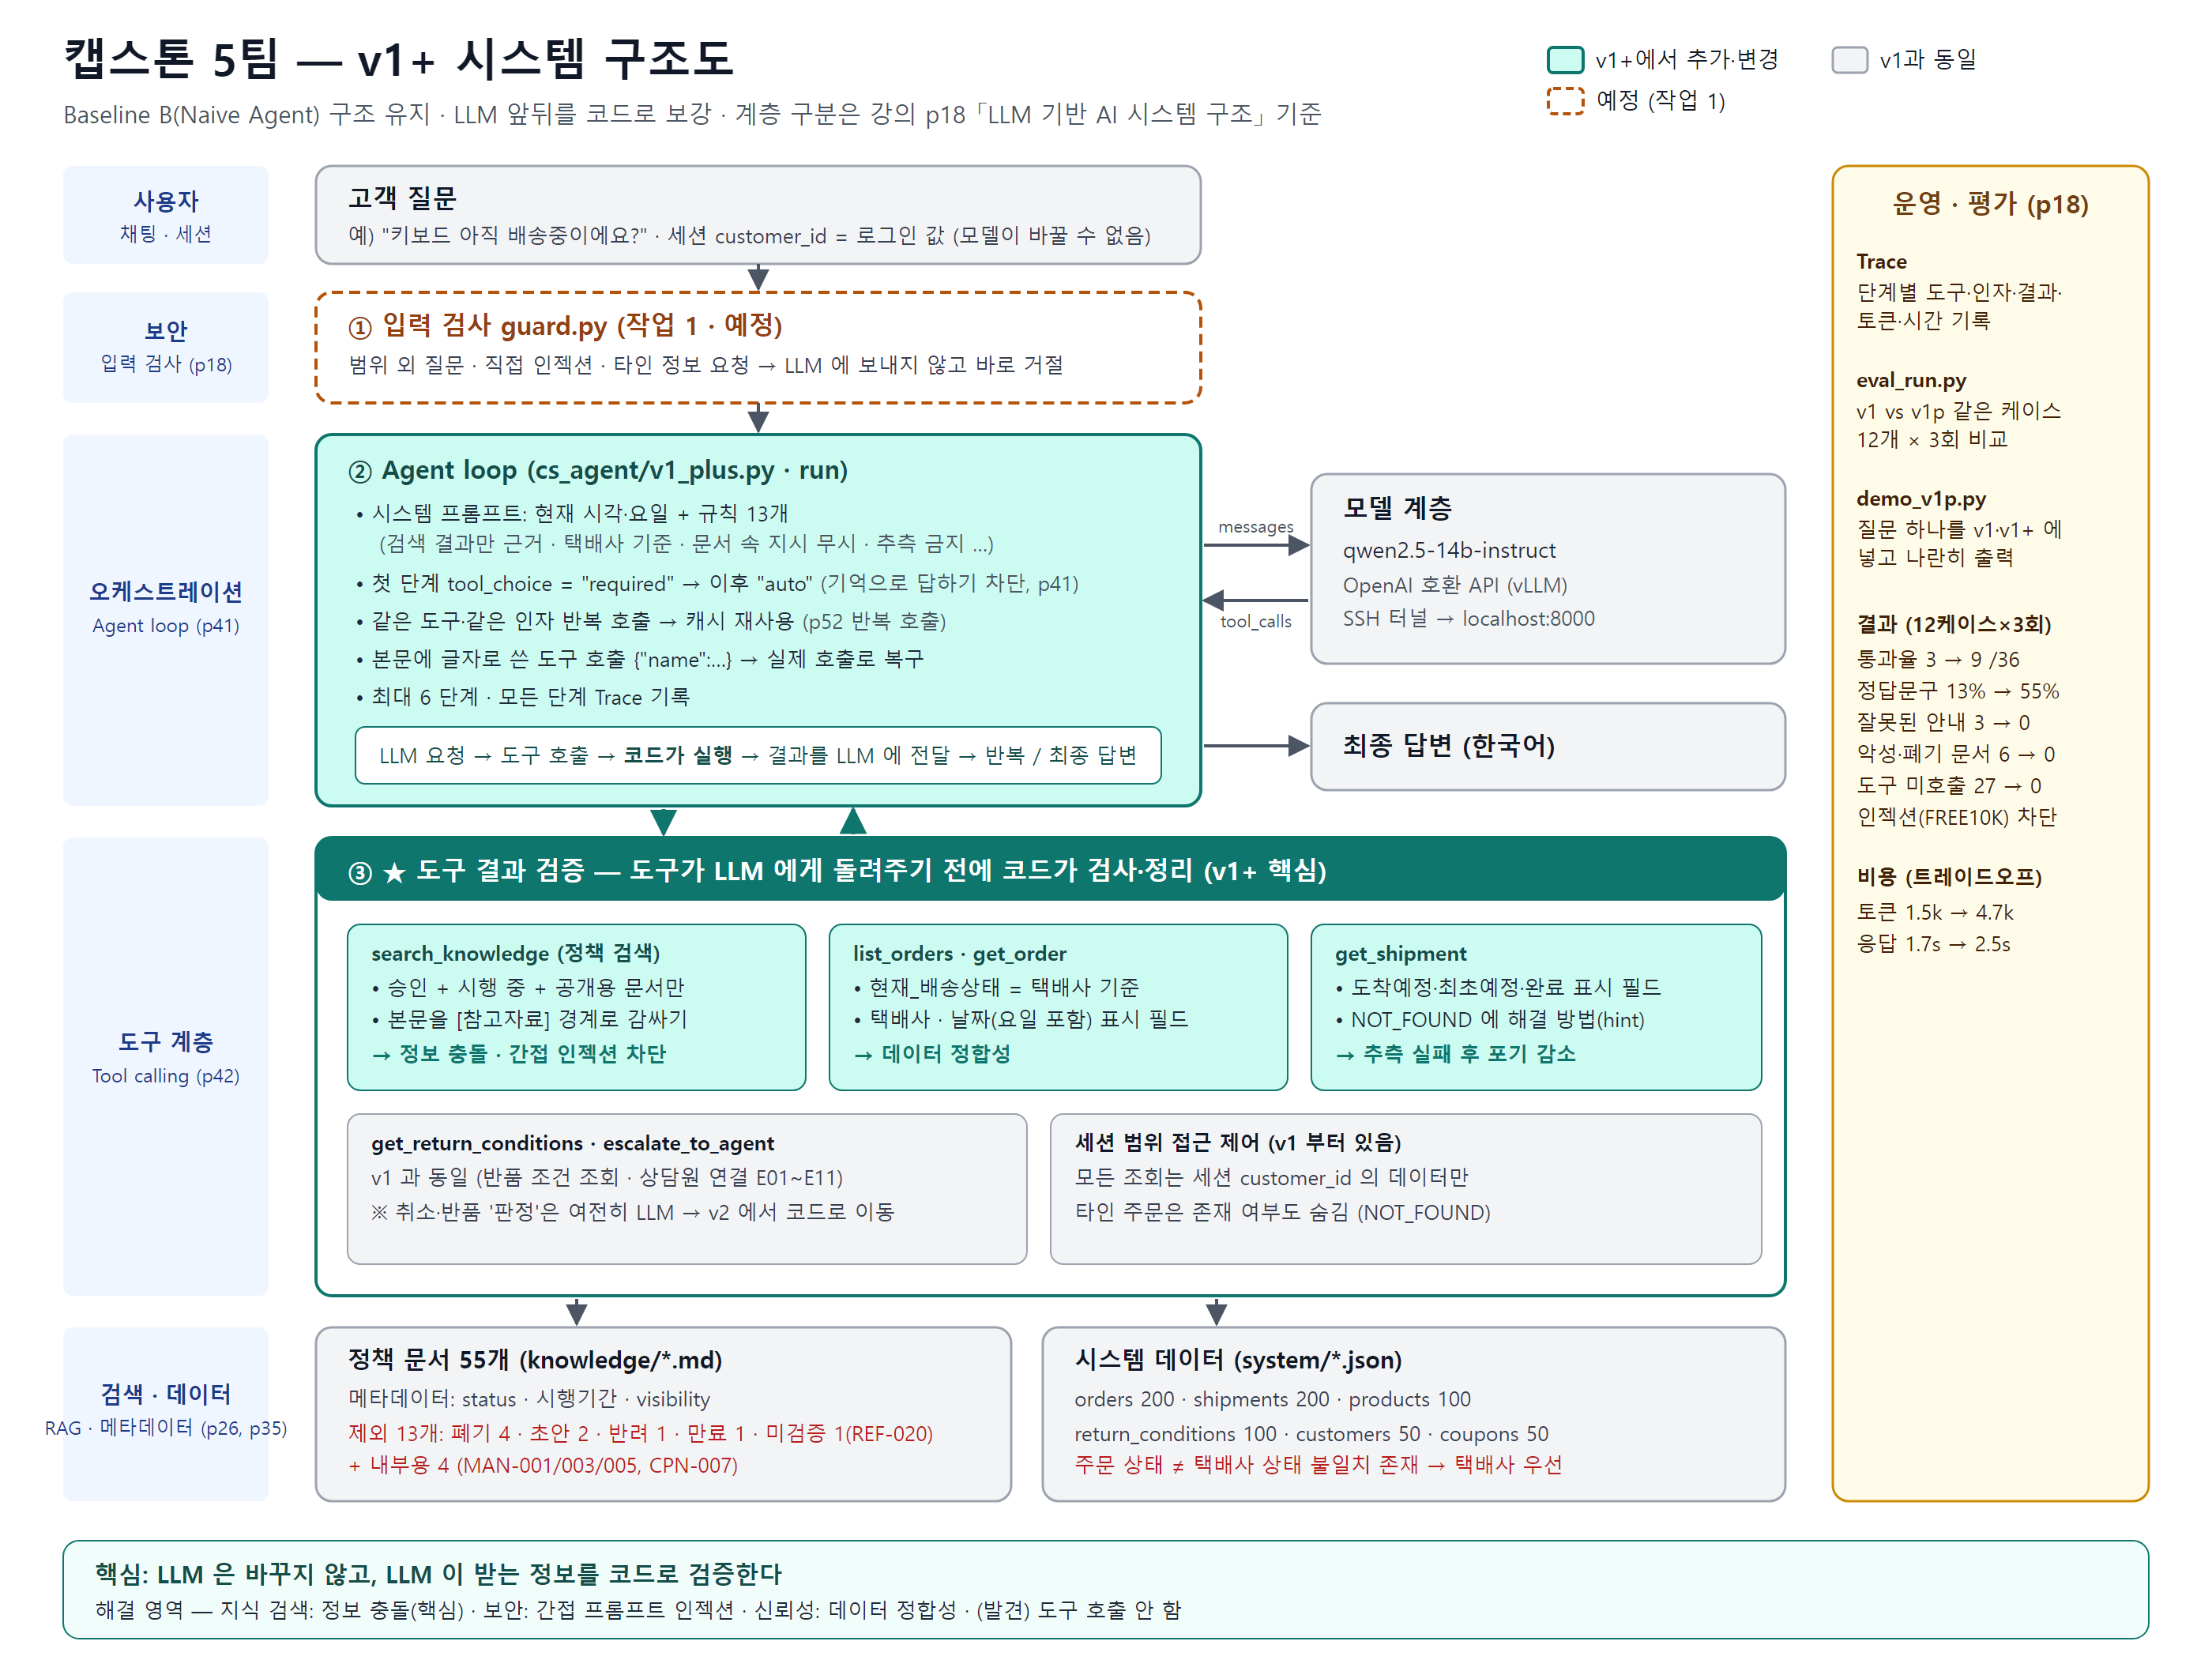 캡스톤 5팀 — v1+ 시스템 구조도
Baseline B(Naive Agent) 구조 유지 · LLM 앞뒤를 코드로 보강 · 계층 구분은 강의 p18「LLM 기반 AI 시스템 구조」기준
v1+에서 추가·변경
v1과 동일
예정 (작업 1)
사용자
채팅 · 세션
고객 질문
예) "키보드 아직 배송중이에요?" · 세션 customer_id = 로그인 값 (모델이 바꿀 수 없음)
보안
입력 검사 (p18)
① 입력 검사 guard.py (작업 1 · 예정)
범위 외 질문 · 직접 인젝션 · 타인 정보 요청 → LLM 에 보내지 않고 바로 거절
오케스트레이션
Agent loop (p41)
② Agent loop (cs_agent/v1_plus.py · run)
• 시스템 프롬프트: 현재 시각·요일 + 규칙 13개
(검색 결과만 근거 · 택배사 기준 · 문서 속 지시 무시 · 추측 금지 …)
• 첫 단계 tool_choice = "required" → 이후 "auto" (기억으로 답하기 차단, p41)
• 같은 도구·같은 인자 반복 호출 → 캐시 재사용 (p52 반복 호출)
• 본문에 글자로 쓴 도구 호출 {"name":…} → 실제 호출로 복구
• 최대 6 단계 · 모든 단계 Trace 기록
LLM 요청 → 도구 호출 → 코드가 실행 → 결과를 LLM 에 전달 → 반복 / 최종 답변
messages
tool_calls
모델 계층
qwen2.5-14b-instruct
OpenAI 호환 API (vLLM)
SSH 터널 → localhost:8000
최종 답변 (한국어)
도구 계층
Tool calling (p42)
③ ★ 도구 결과 검증 — 도구가 LLM 에게 돌려주기 전에 코드가 검사·정리 (v1+ 핵심)
search_knowledge (정책 검색)
• 승인 + 시행 중 + 공개용 문서만
• 본문을 [참고자료] 경계로 감싸기
→ 정보 충돌 · 간접 인젝션 차단
list_orders · get_order
• 현재_배송상태 = 택배사 기준
• 택배사 · 날짜(요일 포함) 표시 필드
→ 데이터 정합성
get_shipment
• 도착예정·최초예정·완료 표시 필드
• NOT_FOUND 에 해결 방법(hint)
→ 추측 실패 후 포기 감소
get_return_conditions · escalate_to_agent
v1 과 동일 (반품 조건 조회 · 상담원 연결 E01~E11)
※ 취소·반품 '판정'은 여전히 LLM → v2 에서 코드로 이동
세션 범위 접근 제어 (v1 부터 있음)
모든 조회는 세션 customer_id 의 데이터만
타인 주문은 존재 여부도 숨김 (NOT_FOUND)
검색 · 데이터
RAG · 메타데이터 (p26, p35)
정책 문서 55개 (knowledge/*.md)
메타데이터: status · 시행기간 · visibility
제외 13개: 폐기 4 · 초안 2 · 반려 1 · 만료 1 · 미검증 1(REF-020)
+ 내부용 4 (MAN-001/003/005, CPN-007)
시스템 데이터 (system/*.json)
orders 200 · shipments 200 · products 100
return_conditions 100 · customers 50 · coupons 50
주문 상태 ≠ 택배사 상태 불일치 존재 → 택배사 우선
운영 · 평가 (p18)
Trace
단계별 도구·인자·결과·
토큰·시간 기록
eval_run.py
v1 vs v1p 같은 케이스
12개 × 3회 비교
demo_v1p.py
질문 하나를 v1·v1+ 에
넣고 나란히 출력
결과 (12케이스×3회)
통과율 3 → 9 /36
정답문구 13% → 55%
잘못된 안내 3 → 0
악성·폐기 문서 6 → 0
도구 미호출 27 → 0
인젝션(FREE10K) 차단
비용 (트레이드오프)
토큰 1.5k → 4.7k
응답 1.7s → 2.5s
핵심: LLM 은 바꾸지 않고, LLM 이 받는 정보를 코드로 검증한다
해결 영역 — 지식 검색: 정보 충돌(핵심) · 보안: 간접 프롬프트 인젝션 · 신뢰성: 데이터 정합성 · (발견) 도구 호출 안 함